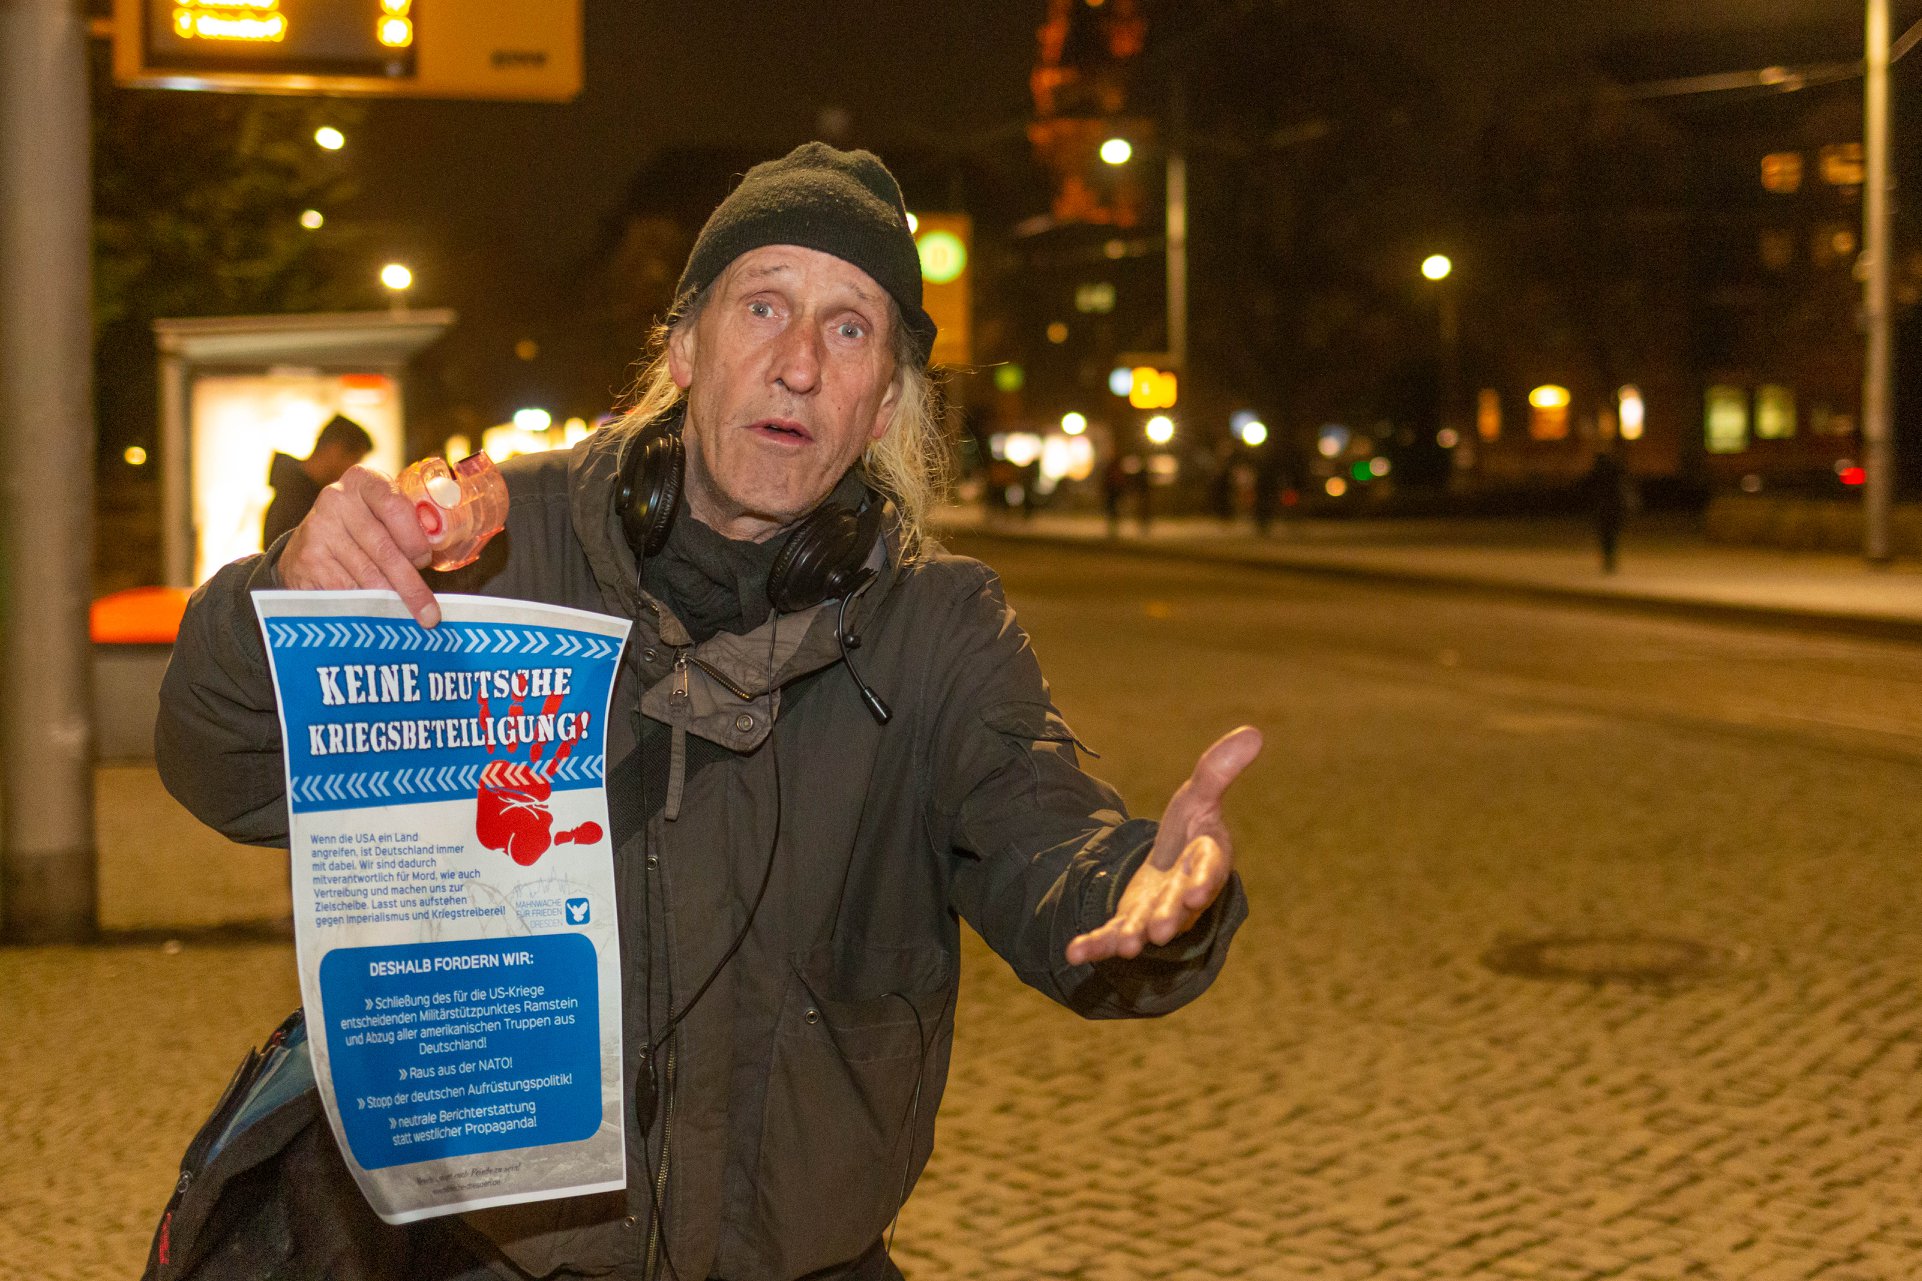 KEINE DEUTSCHE
KRIEGSBETEILIGUNG!
Wenn die USA ein Land
angreifen, ist Deutschland immer
mit dabei. Wir sind dadurch
mitverantwortlich für Mord, wie auch
Vertreibung und machen uns zur
Zielscheibe. Lasst uns aufstehen
gegen Imperialismus und Kriegstreiberei!
MAHNWACHE
FÜR FRIEDEN
DRESDEN
DESHALB FORDERN WIR:
» Schließung des für die US-Kriege
entscheidenden Militärstützpunktes Ramstein
und Abzug aller amerikanischen Truppen aus
Deutschland!
» Raus aus der NATO!
» Stopp der deutschen Aufrüstungspolitik!
» neutrale Berichterstattung
statt westlicher Propaganda!